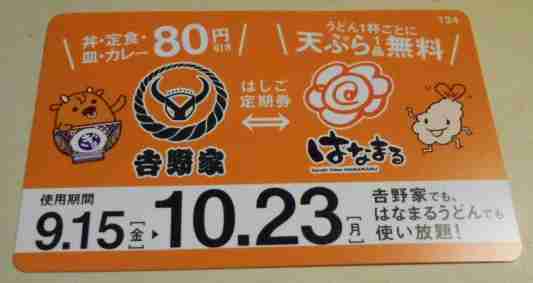 124
丼・定食・
皿・カレー 80円引き
うどん1杯ごとに
天ぷら1品無料
はしご
定期券
吉野家
はなまる
使用期間
9.15[金]▶10.23[月]
吉野家でも、
はなまるうどんでも
使い放題!